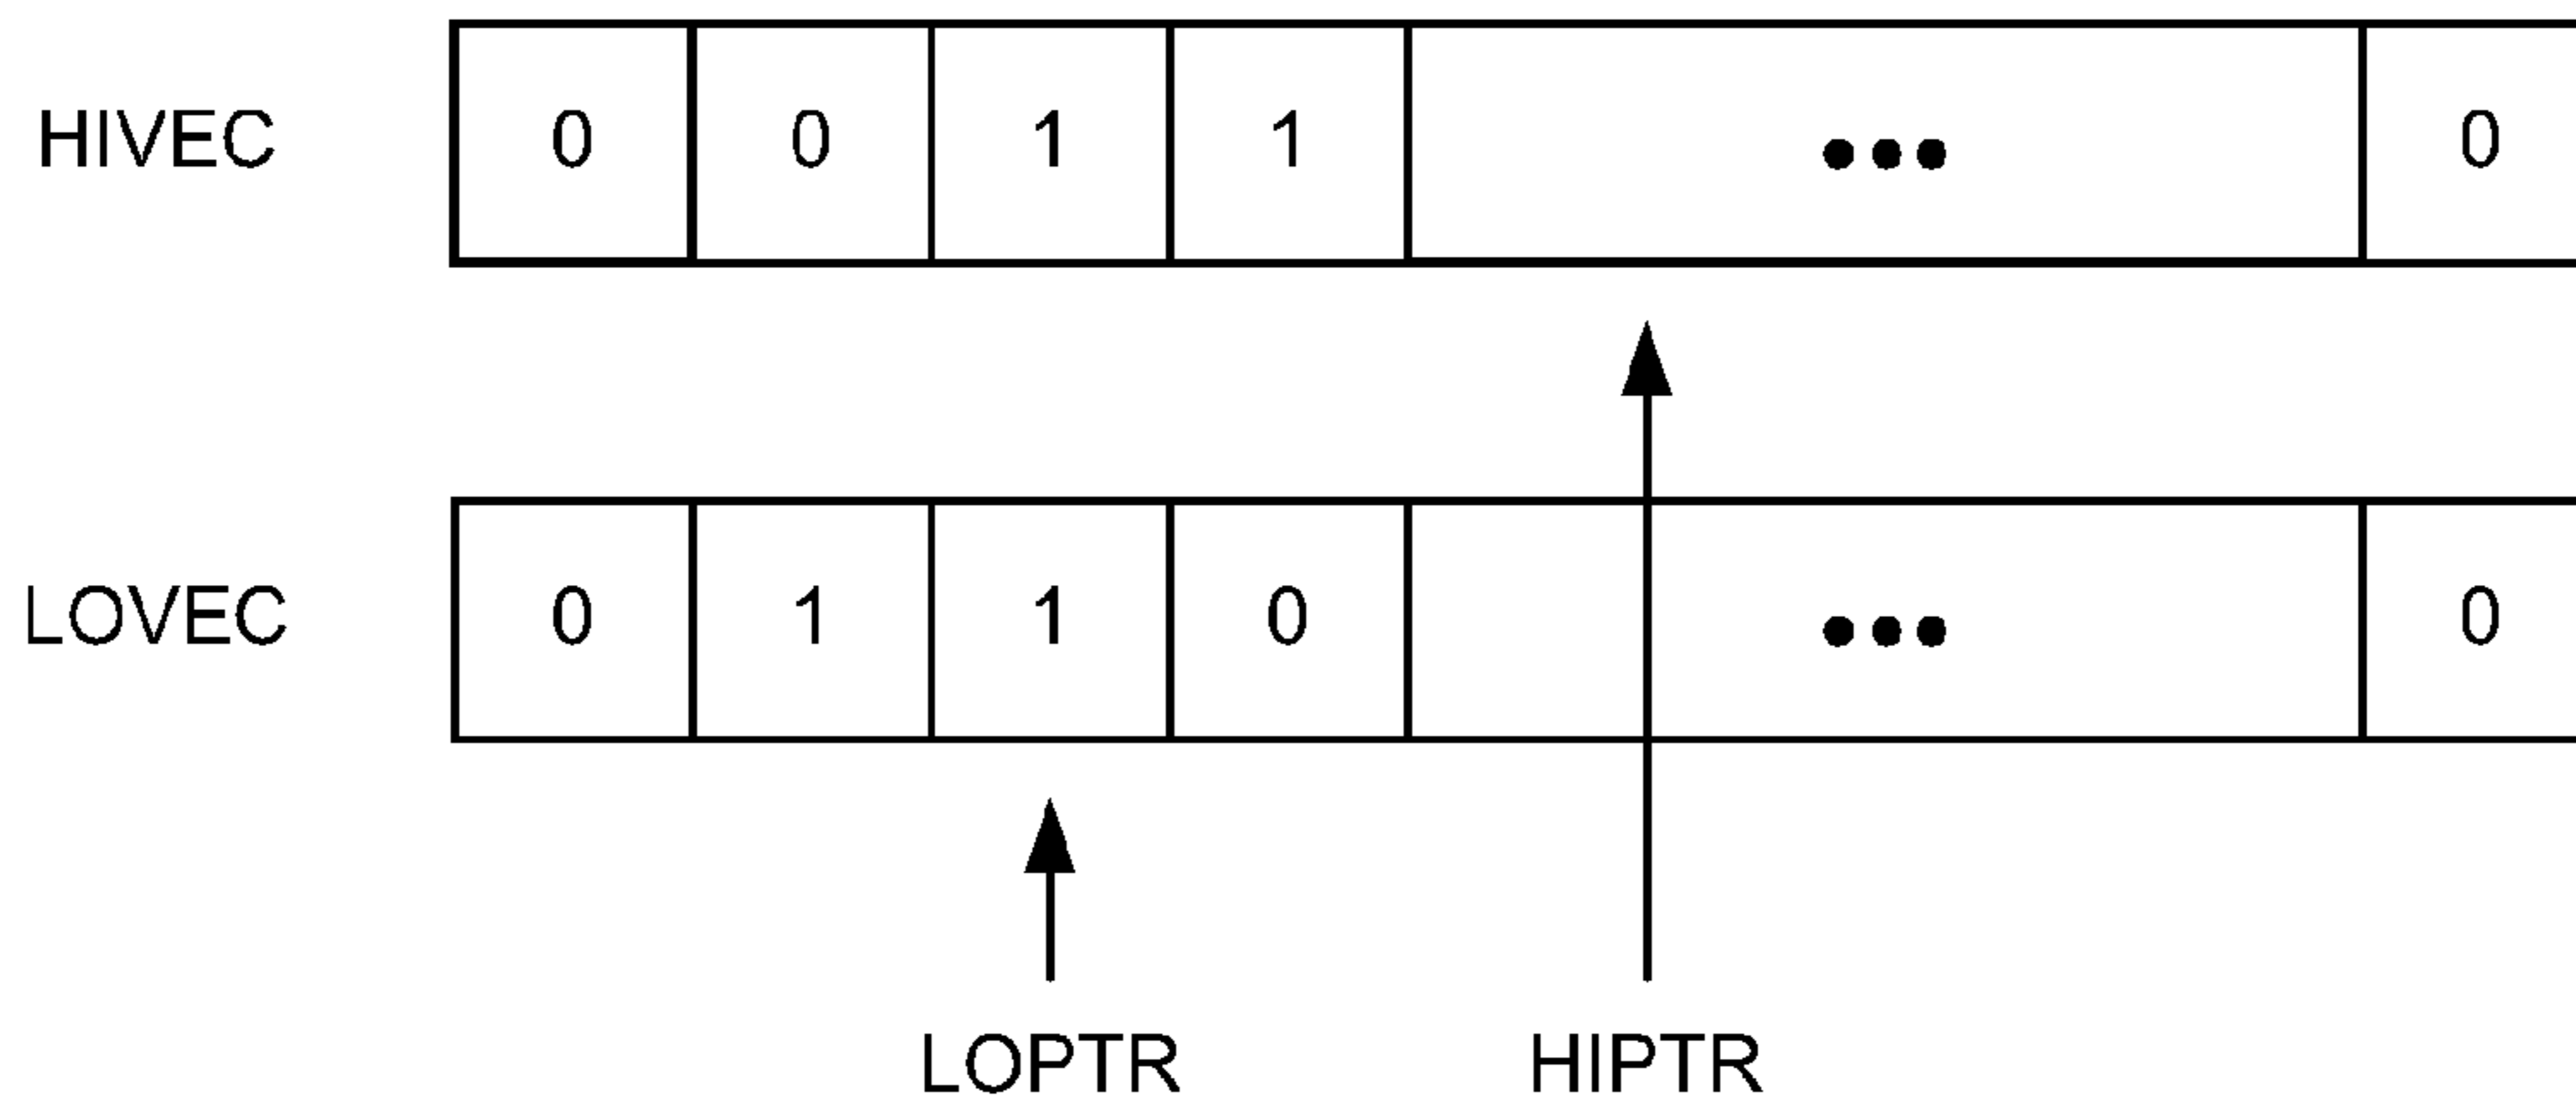 HIVEC 0 0 1 1 ••• 0
LOVEC 0 1 1 0 ••• 0
LOPTR HIPTR